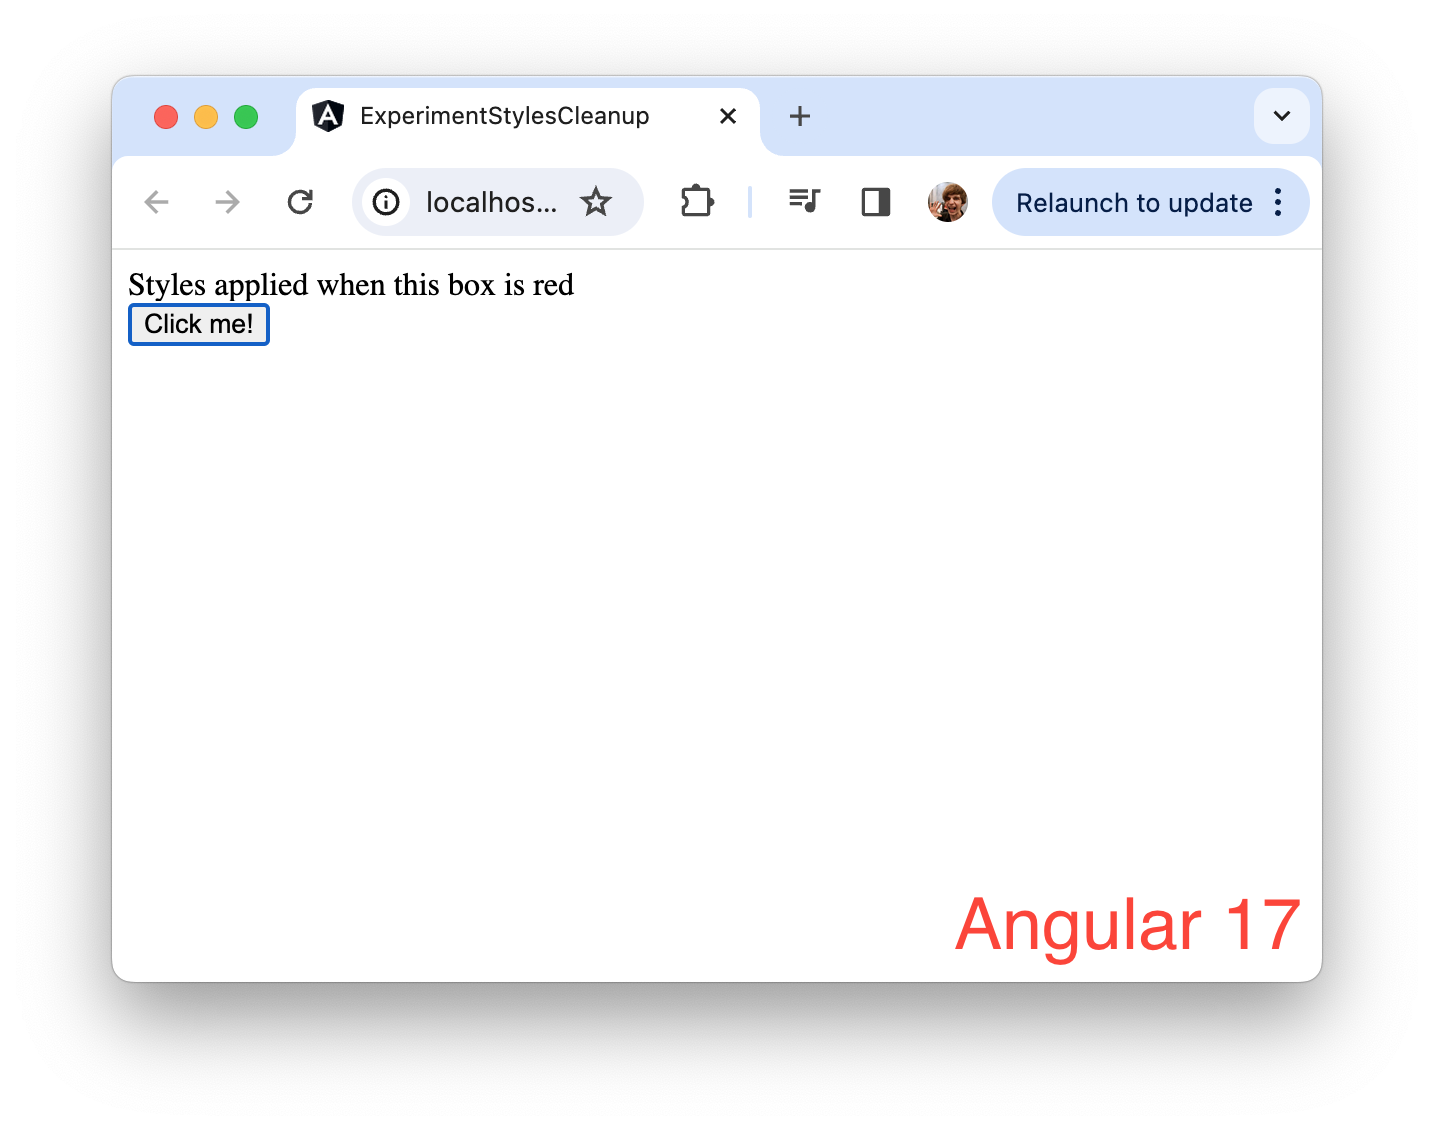 ExperimentStylesCleanup
localhos...
Relaunch to update
Styles applied when this box is red
Click me!
Angular 17